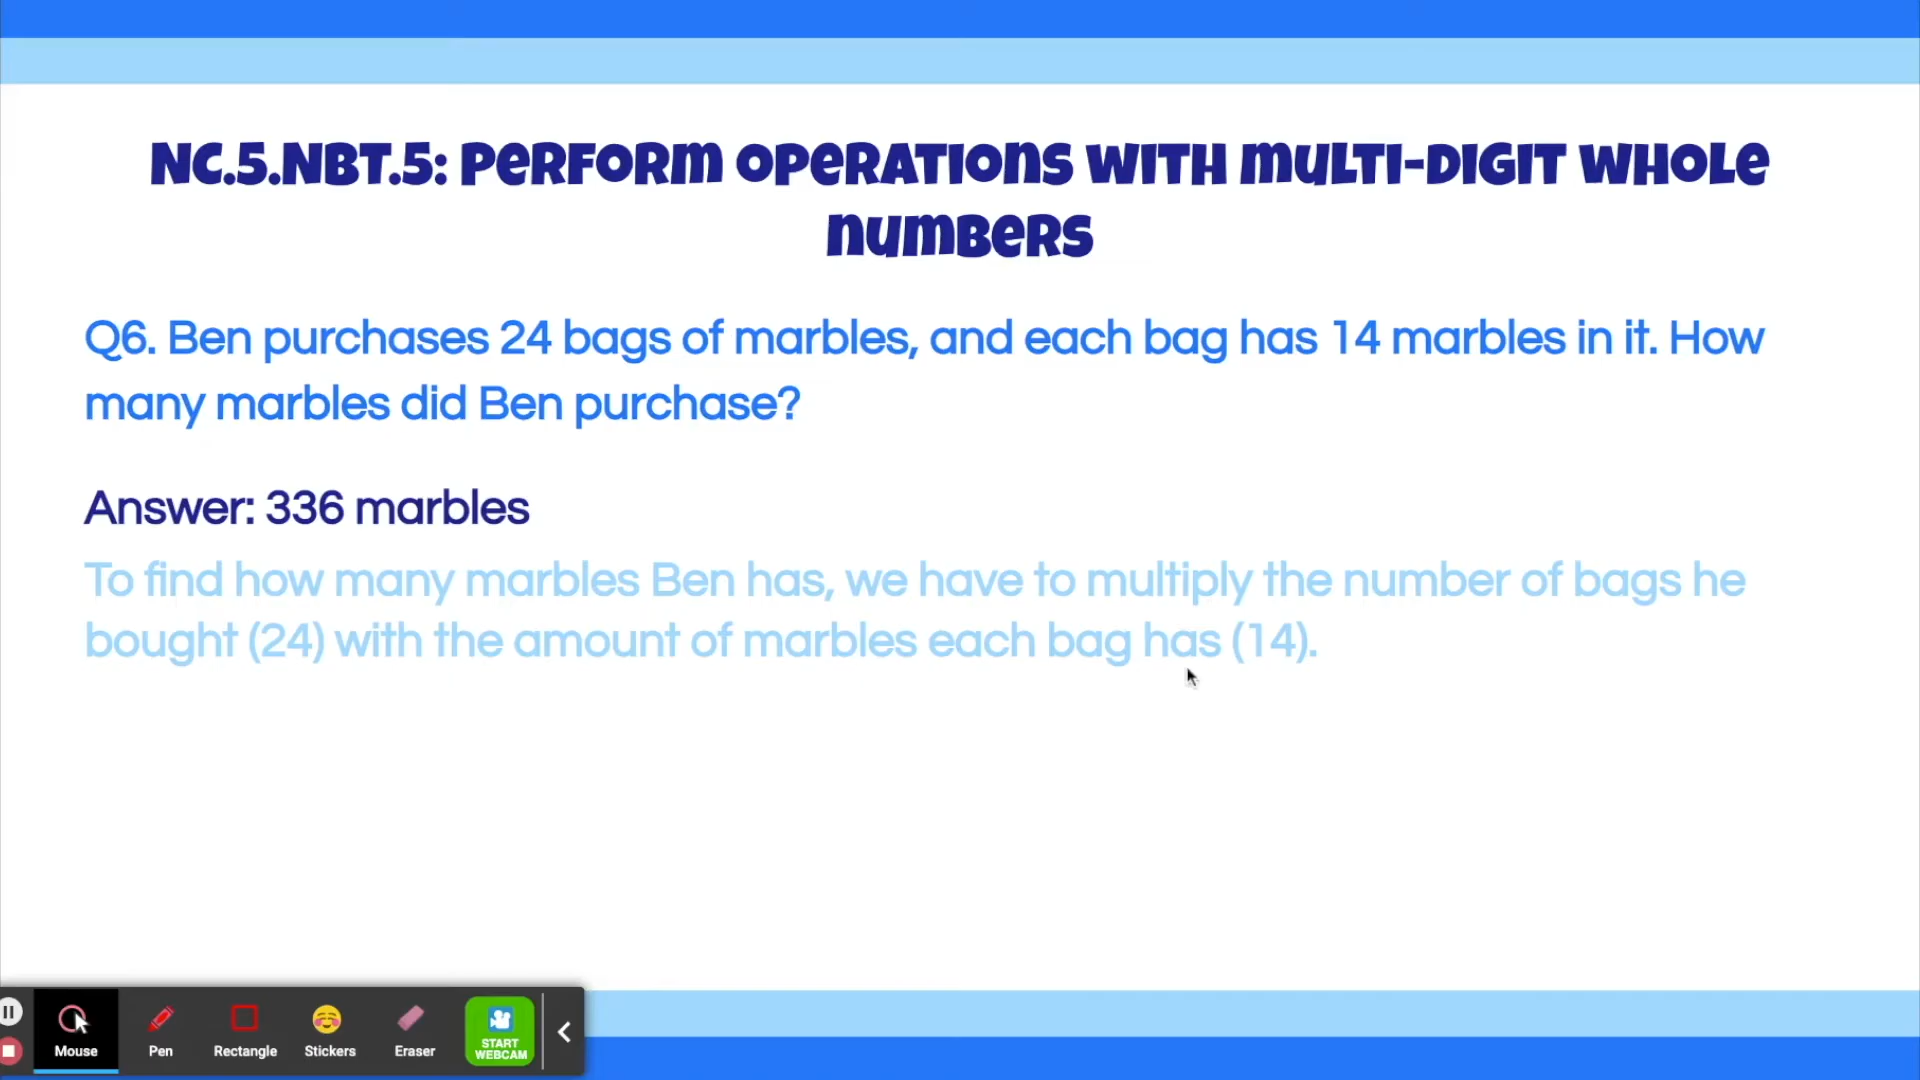 NC.5.NBT.5: Perform operations with multi-digit whole
numbers
Q6. Ben purchases 24 bags of marbles, and each bag has 14 marbles in it. How
many marbles did Ben purchase?
Answer: 336 marbles
To find how many marbles Ben has, we have to multiply the number of bags he
bought (24) with the amount of marbles each bag has (14).
Mouse
Pen
Rectangle
Stickers
Eraser
START
WEBCAM